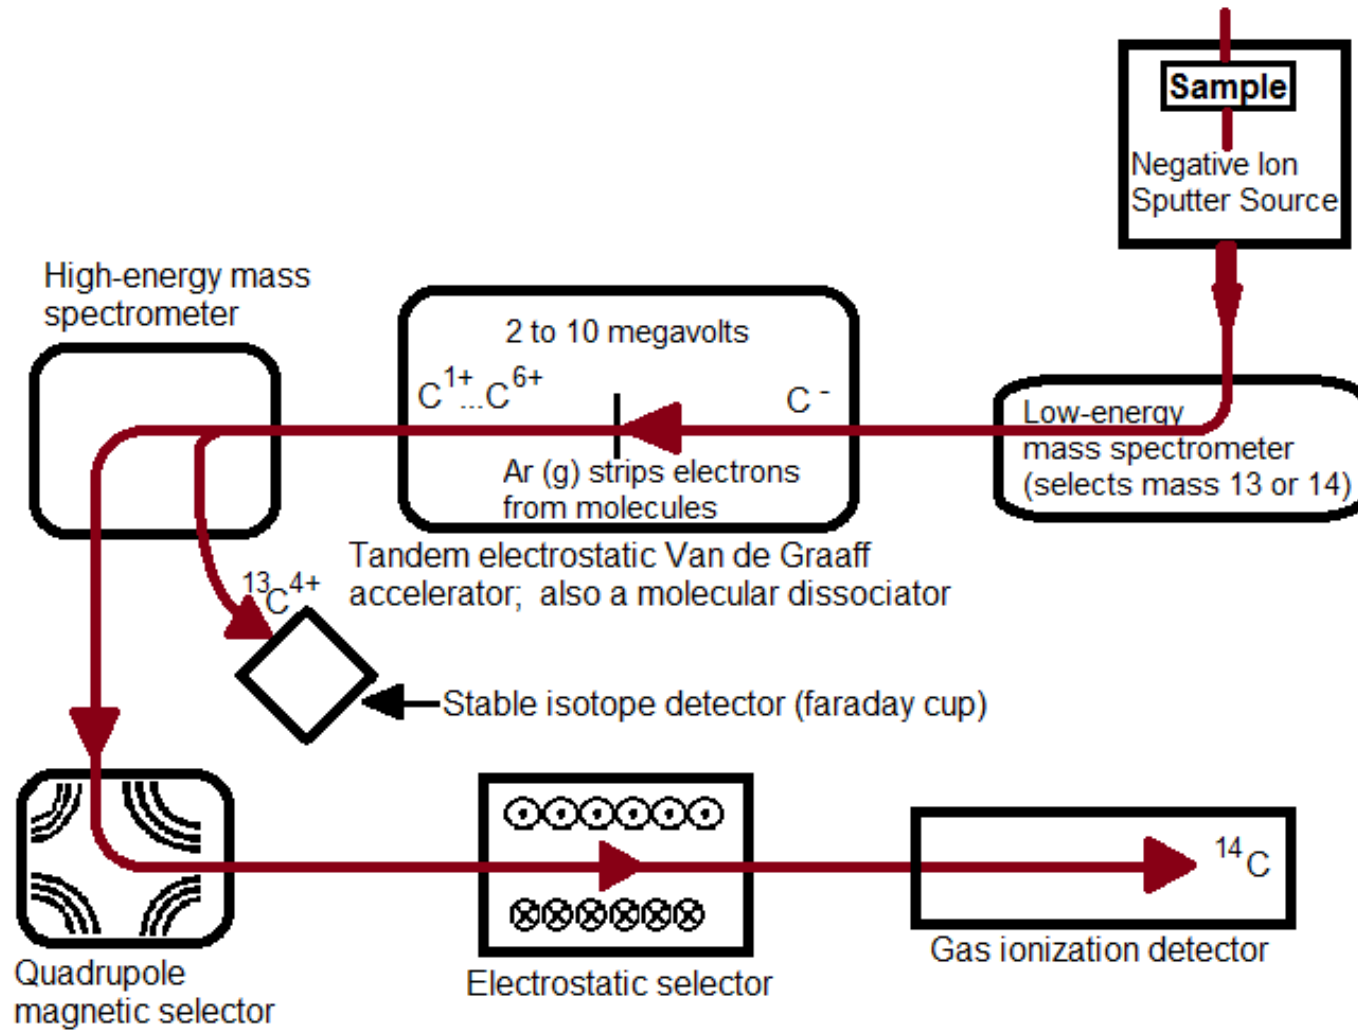 Sample
Negative Ion
Sputter Source
High-energy mass
spectrometer
2 to 10 megavolts
C¹⁺...C⁶⁺
C⁻
Ar (g) strips electrons
from molecules
Low-energy
mass spectrometer
(selects mass 13 or 14)
Tandem electrostatic Van de Graaff
accelerator; also a molecular dissociator
¹³C⁴⁺
Stable isotope detector (faraday cup)
¹⁴C
Quadrupole
magnetic selector
Electrostatic selector
Gas ionization detector